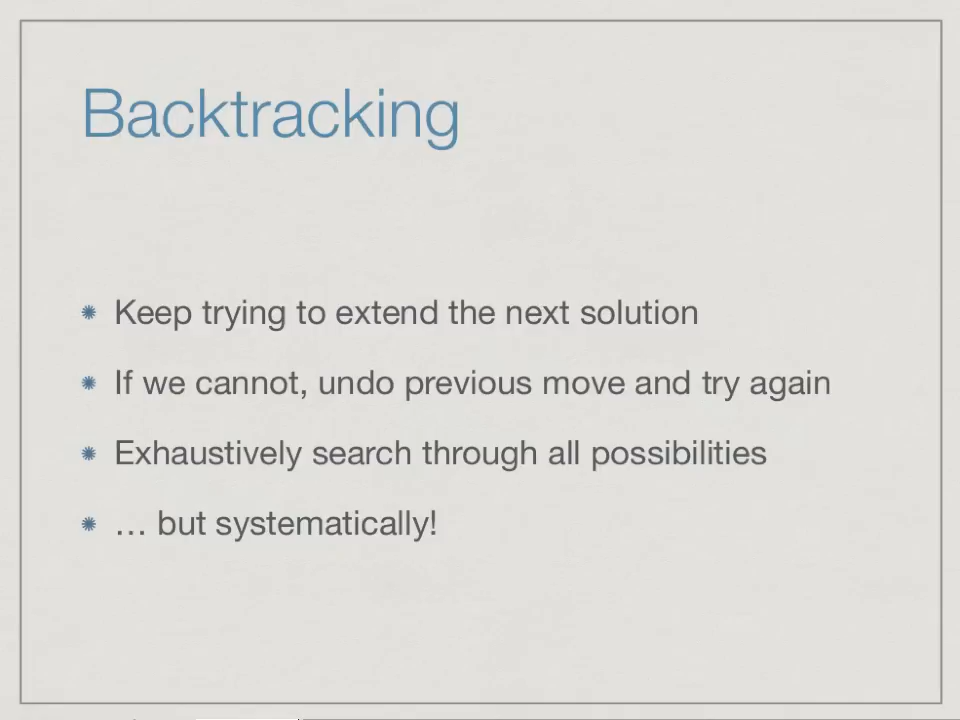 Backtracking
Keep trying to extend the next solution
If we cannot, undo previous move and try again
Exhaustively search through all possibilities
… but systematically!